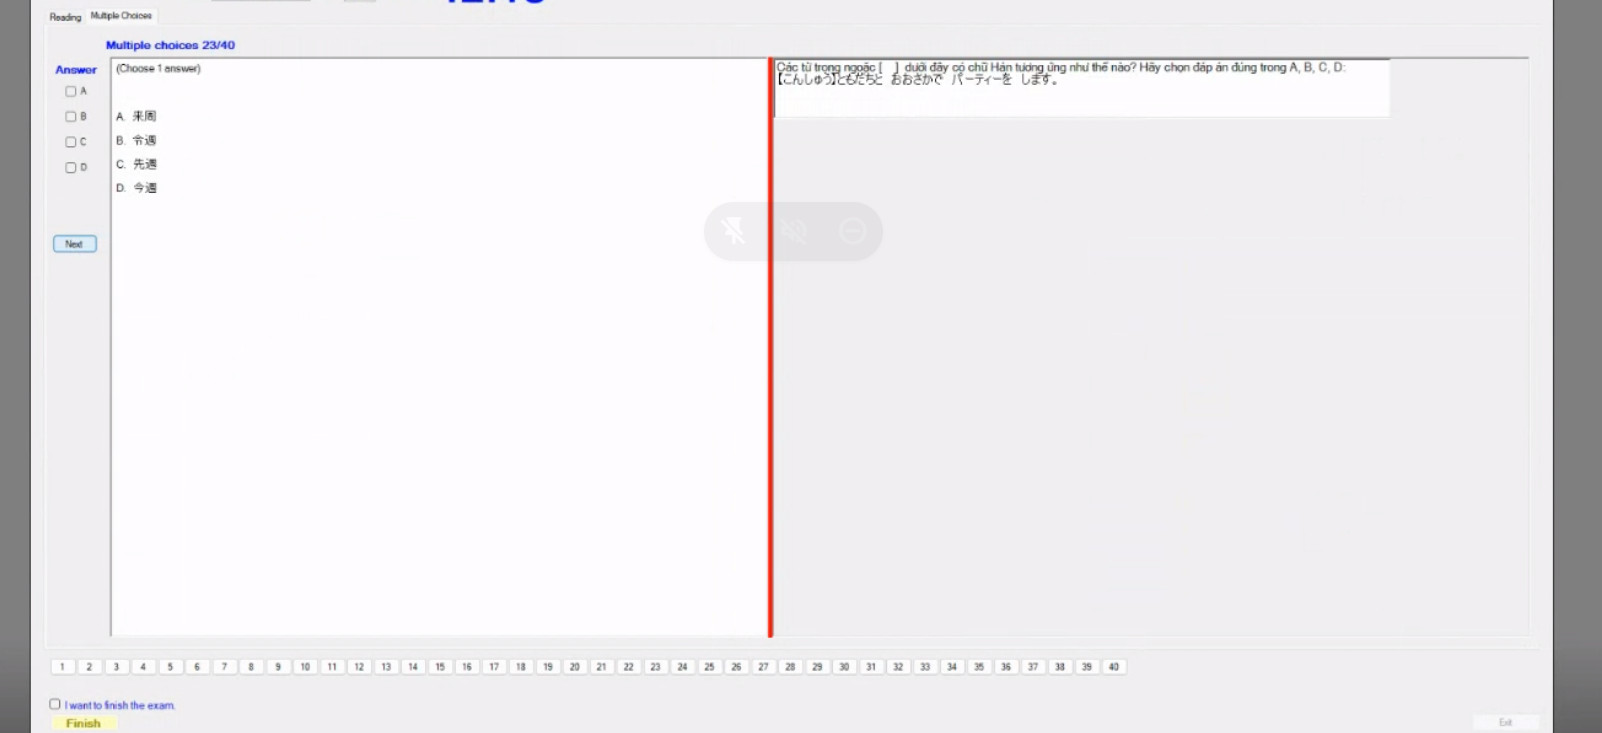 Reading Multiple Choices
Multiple choices 23/40
Answer
A
B
C
D
Next
(Choose 1 answer)
A. 来周
B. 令週
C. 先週
D. 今週
Các từ trong ngoặc [ ] dưới đây có chữ Hán tương ứng như thế nào? Hãy chọn đáp án đúng trong A, B, C, D:
【こんしゅう】ともだちと おおさかで パーティーを します。
1 2 3 4 5 6 7 8 9 10 11 12 13 14 15 16 17 18 19 20 21 22 23 24 25 26 27 28 29 30 31 32 33 34 35 36 37 38 39 40
I want to finish the exam.
Finish
Exit